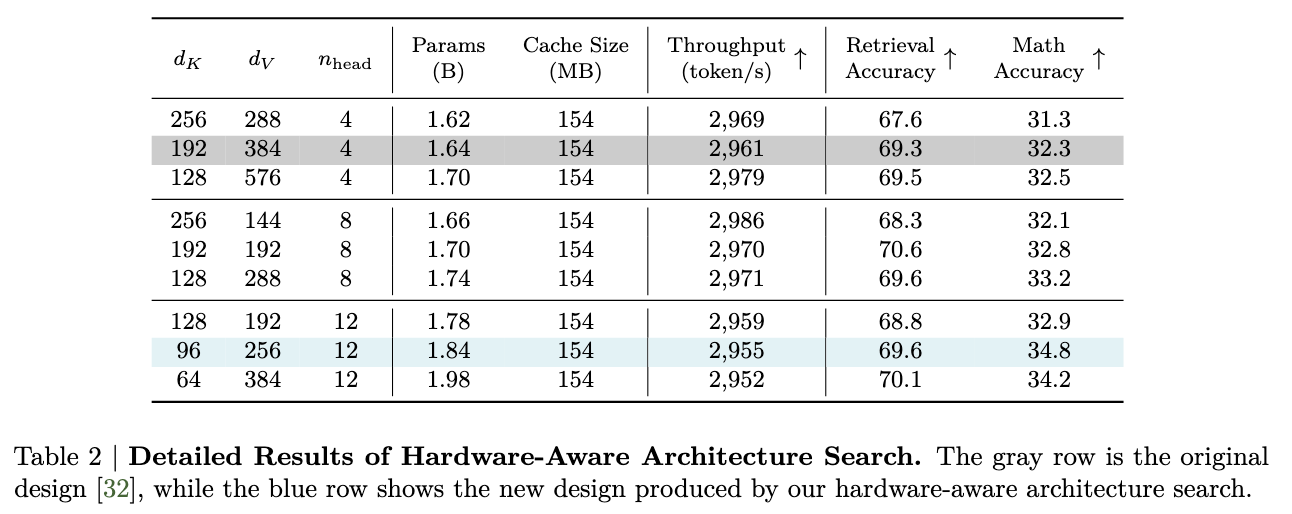 d_K d_V n_head Params (B) Cache Size (MB) Throughput (token/s) ↑ Retrieval Accuracy ↑ Math Accuracy ↑
256 288 4 1.62 154 2,969 67.6 31.3
192 384 4 1.64 154 2,961 69.3 32.3
128 576 4 1.70 154 2,979 69.5 32.5
256 144 8 1.66 154 2,986 68.3 32.1
192 192 8 1.70 154 2,970 70.6 32.8
128 288 8 1.74 154 2,971 69.6 33.2
128 192 12 1.78 154 2,959 68.8 32.9
96 256 12 1.84 154 2,955 69.6 34.8
64 384 12 1.98 154 2,952 70.1 34.2
Table 2 | Detailed Results of Hardware-Aware Architecture Search. The gray row is the original
design [32], while the blue row shows the new design produced by our hardware-aware architecture search.